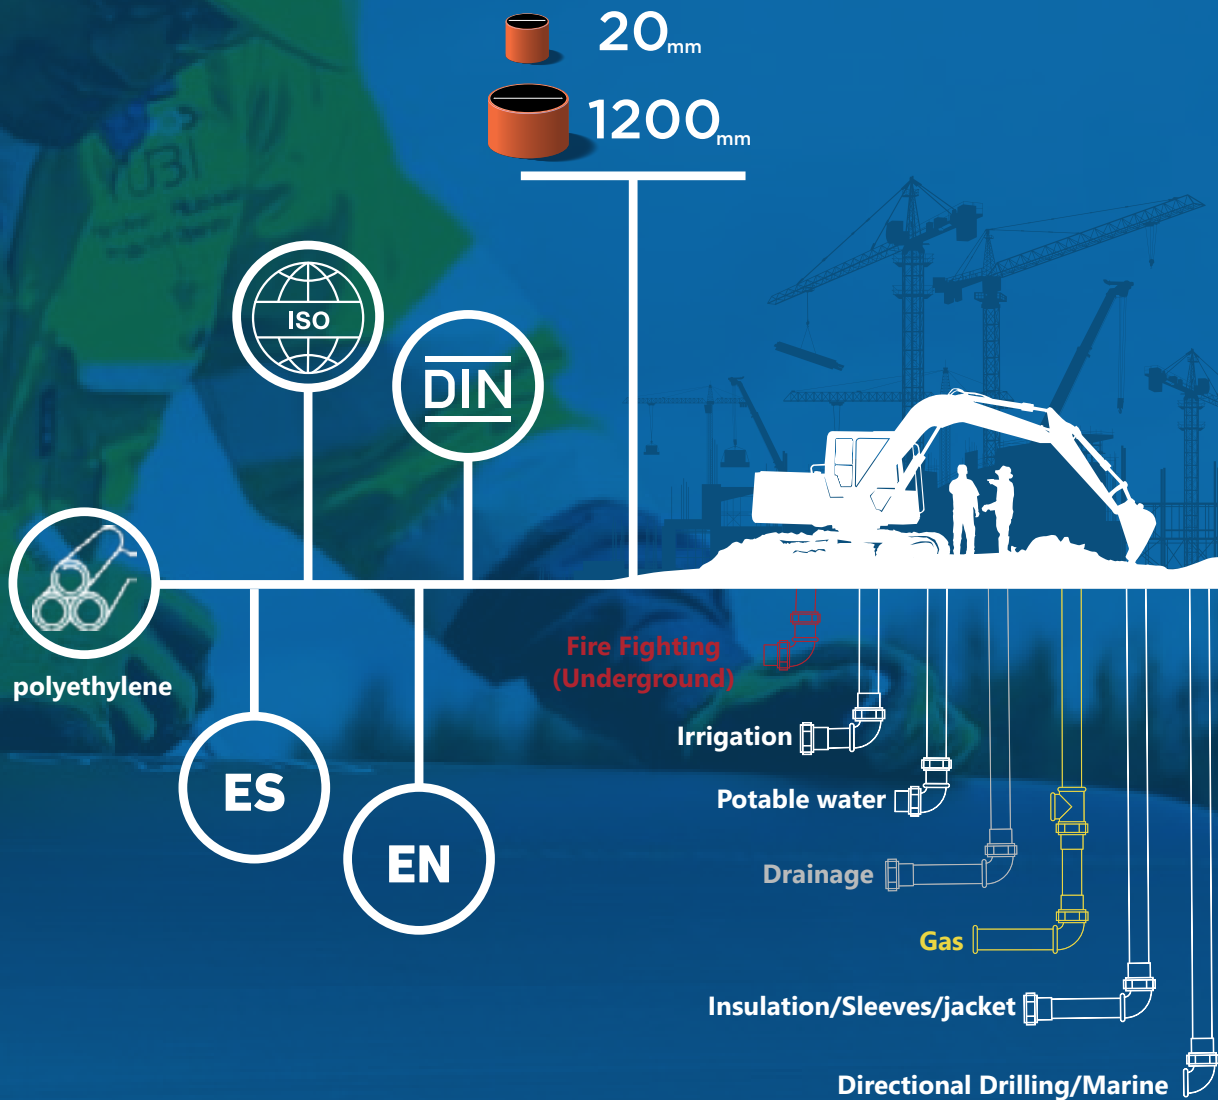 20mm
1200mm
ISO
DIN
polyethylene
ES
EN
Fire Fighting
(Underground)
Irrigation
Potable water
Drainage
Gas
Insulation/Sleeves/jacket
Directional Drilling/Marine